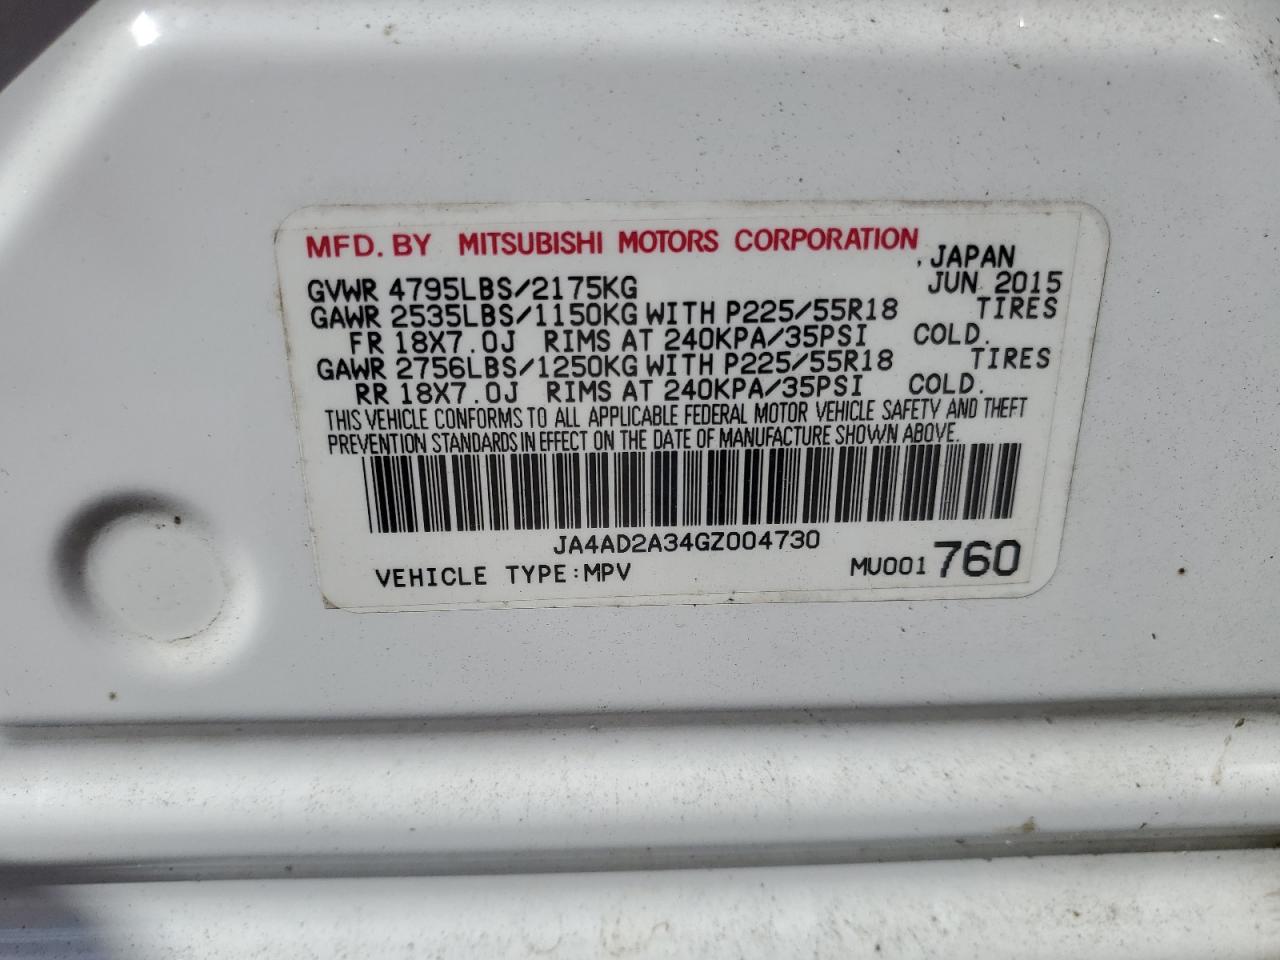 MFD. BY MITSUBISHI MOTORS CORPORATION , JAPAN
GVWR 4795LBS/2175KG JUN 2015
GAWR 2535LBS/1150KG WITH P225/55R18 TIRES
FR 18X7.0J RIMS AT 240KPA/35PSI COLD.
GAWR 2756LBS/1250KG WITH P225/55R18 TIRES
RR 18X7.0J RIMS AT 240KPA/35PSI COLD.
THIS VEHICLE CONFORMS TO ALL APPLICABLE FEDERAL MOTOR VEHICLE SAFETY AND THEFT
PREVENTION STANDARDS IN EFFECT ON THE DATE OF MANUFACTURE SHOWN ABOVE.
JA4AD2A34GZ004730
VEHICLE TYPE:MPV MU001 760